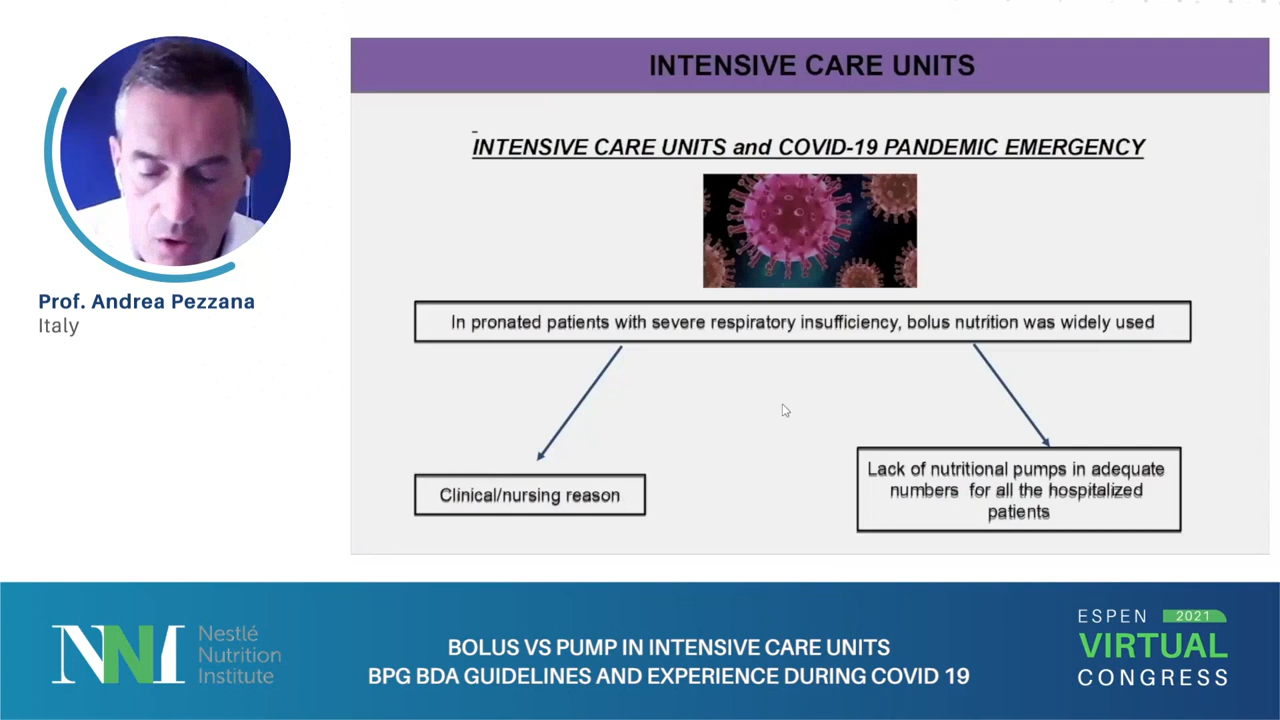 INTENSIVE CARE UNITS
INTENSIVE CARE UNITS and COVID-19 PANDEMIC EMERGENCY
In pronated patients with severe respiratory insufficiency, bolus nutrition was widely used
Clinical/nursing reason
Lack of nutritional pumps in adequate
numbers for all the hospitalized
patients
Prof. Andrea Pezzana
Italy
NNI
Nestlé
Nutrition
Institute
BOLUS VS PUMP IN INTENSIVE CARE UNITS
BPG BDA GUIDELINES AND EXPERIENCE DURING COVID 19
ESPEN 2021
VIRTUAL
CONGRESS